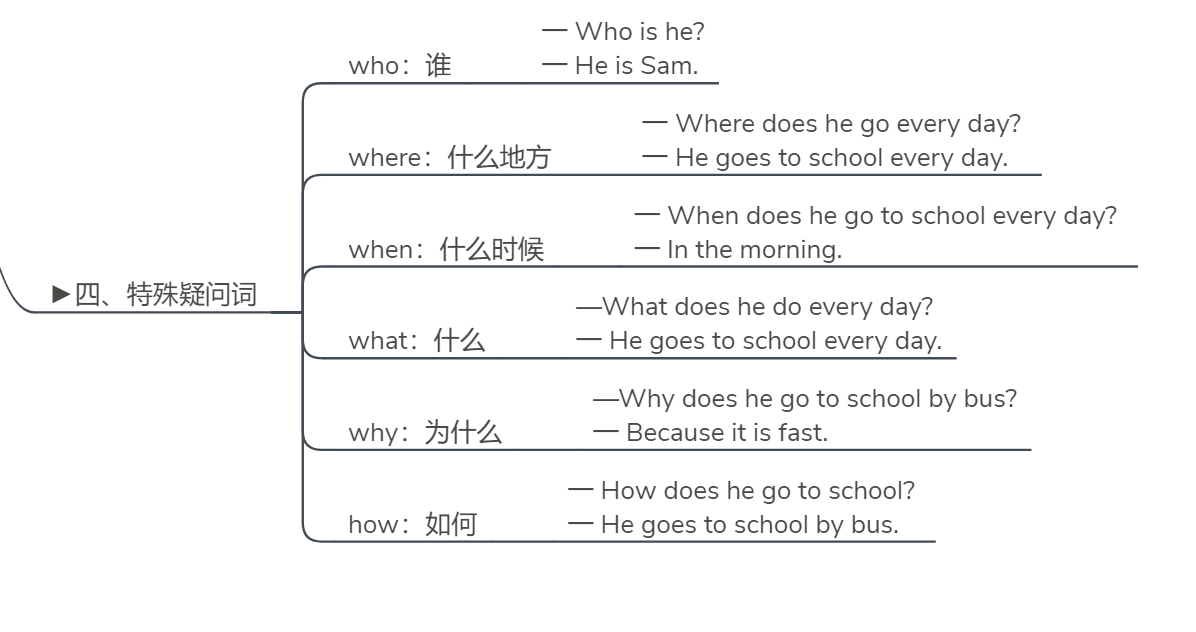 — Who is he?
who：谁 — He is Sam.
— Where does he go every day?
where：什么地方 — He goes to school every day.
— When does he go to school every day?
when：什么时候 — In the morning.
▶四、特殊疑问词
—What does he do every day?
what：什么 — He goes to school every day.
—Why does he go to school by bus?
why：为什么 — Because it is fast.
— How does he go to school?
how：如何 — He goes to school by bus.